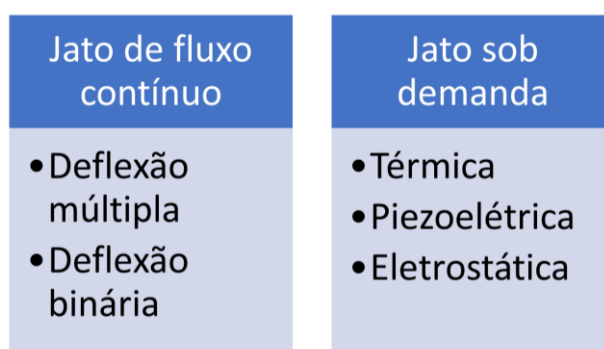 Jato de fluxo
contínuo
•Deflexão
múltipla
•Deflexão
binária
Jato sob
demanda
•Térmica
•Piezoelétrica
•Eletrostática